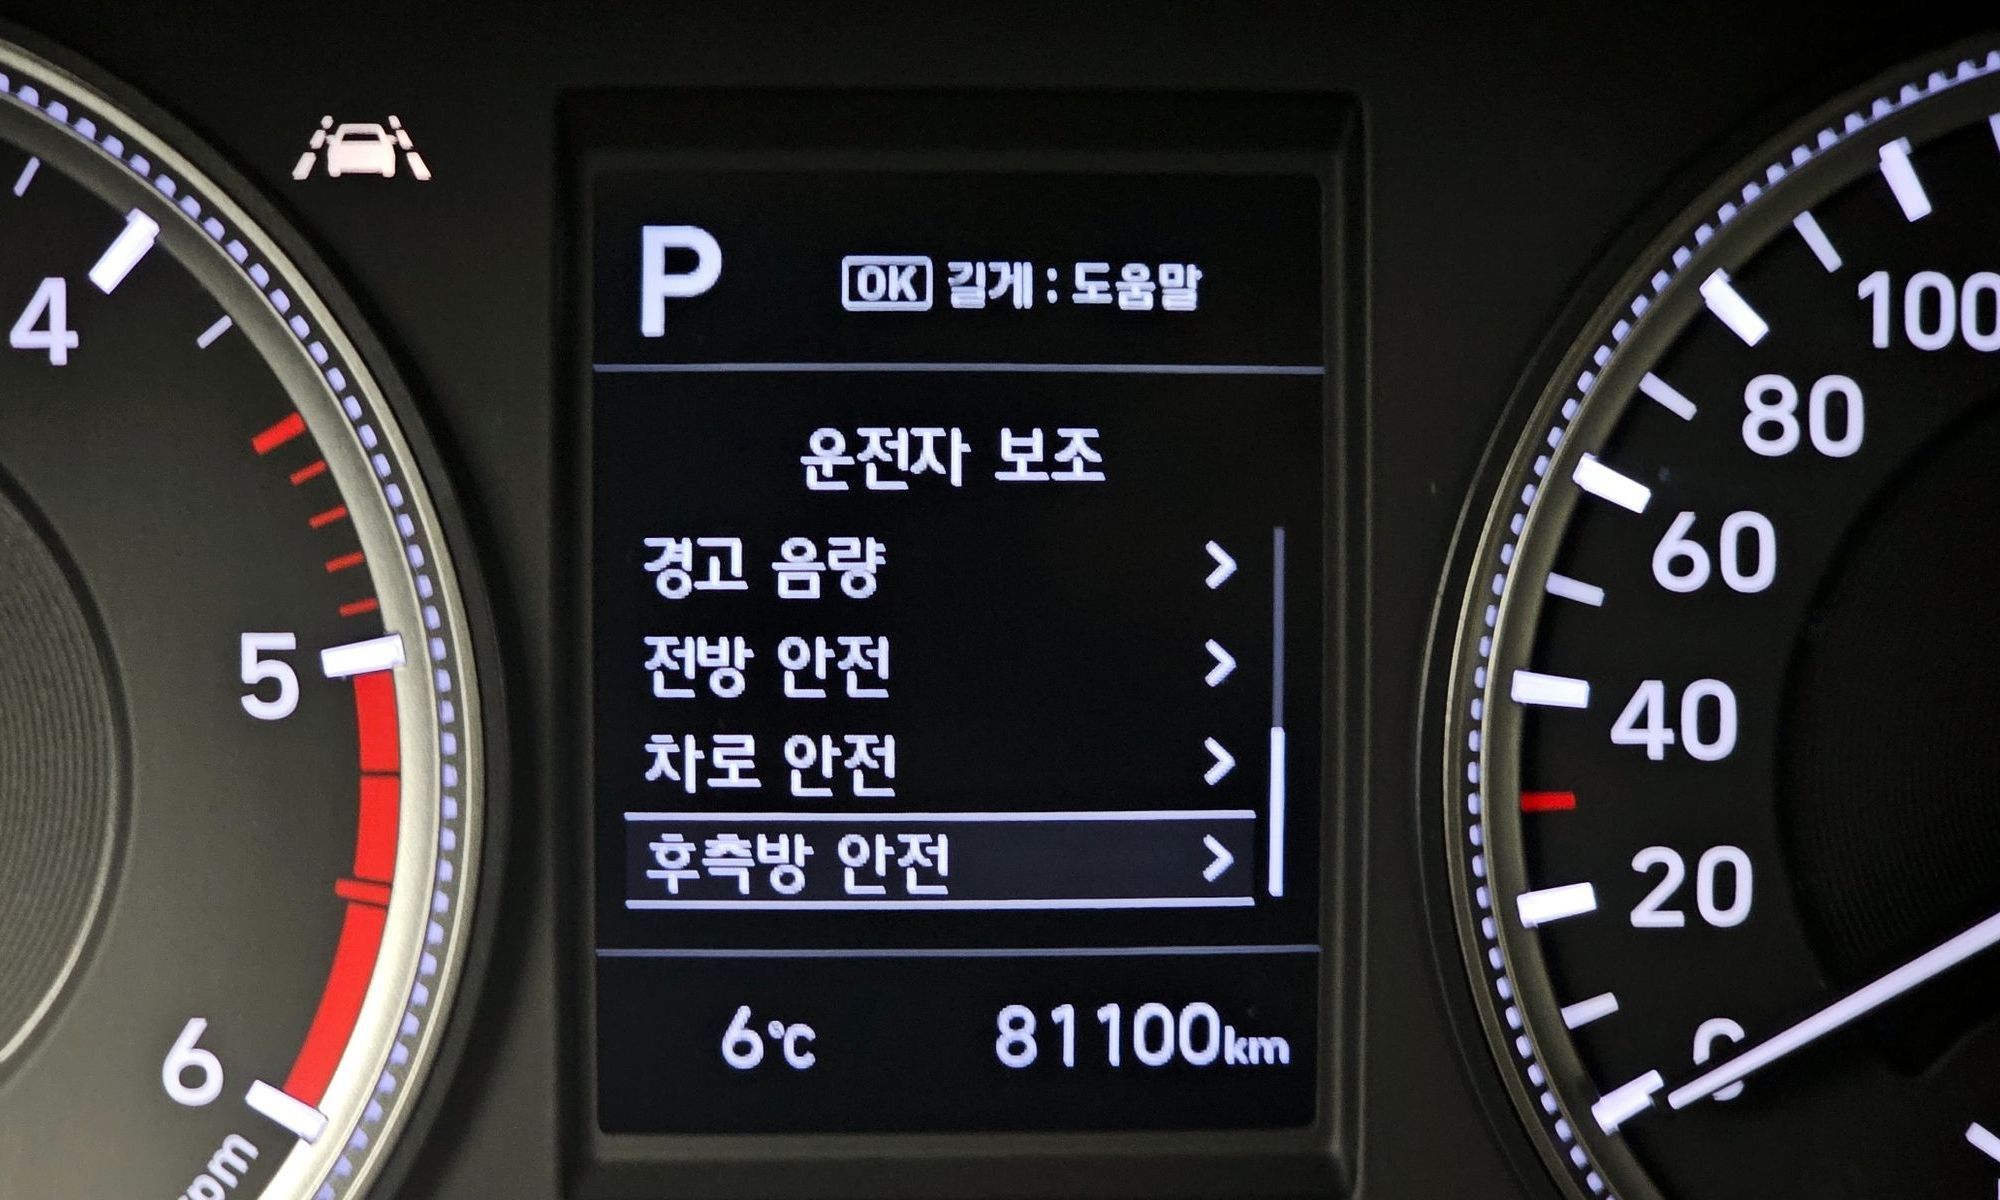 P
OK 길게 : 도움말
운전자 보조
경고 음량
전방 안전
차로 안전
후측방 안전
6℃
81100km
4
5
6
rpm
100
80
60
40
20
0